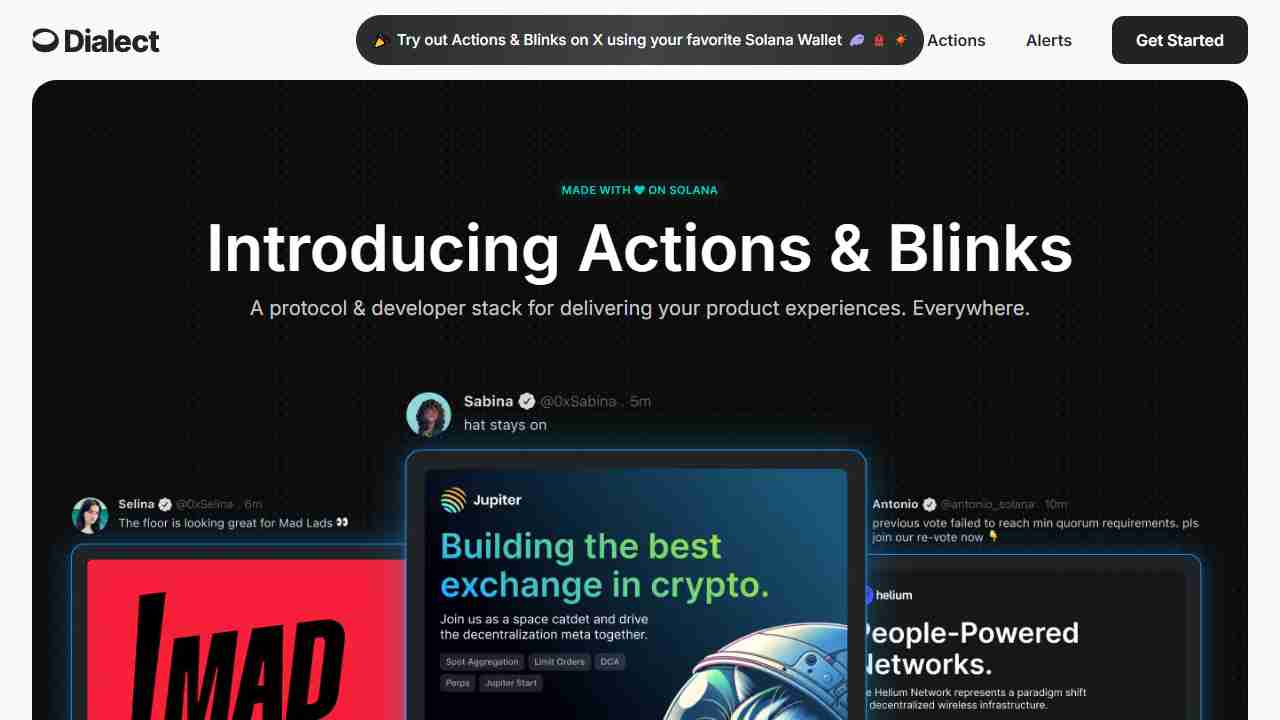 Dialect
Try out Actions & Blinks on X using your favorite Solana Wallet
Actions
Alerts
Get Started
MADE WITH ON SOLANA
Introducing Actions & Blinks
A protocol & developer stack for delivering your product experiences. Everywhere.
Sabina @0xSabina . 5m
hat stays on
Jupiter
Building the best
exchange in crypto.
Join us as a space catdet and drive
the decentralization meta together.
Spot Aggregation
Limit Orders
DCA
Perps
Jupiter Start
Selina @0xSelina . 6m
The floor is looking great for Mad Lads 👀
MAD
Antonio @antonio_solana . 10m
previous vote failed to reach min quorum requirements. pls
join our re-vote now 👇
helium
People-Powered
Networks.
e Helium Network represents a paradigm shift
decentralized wireless infrastructure.